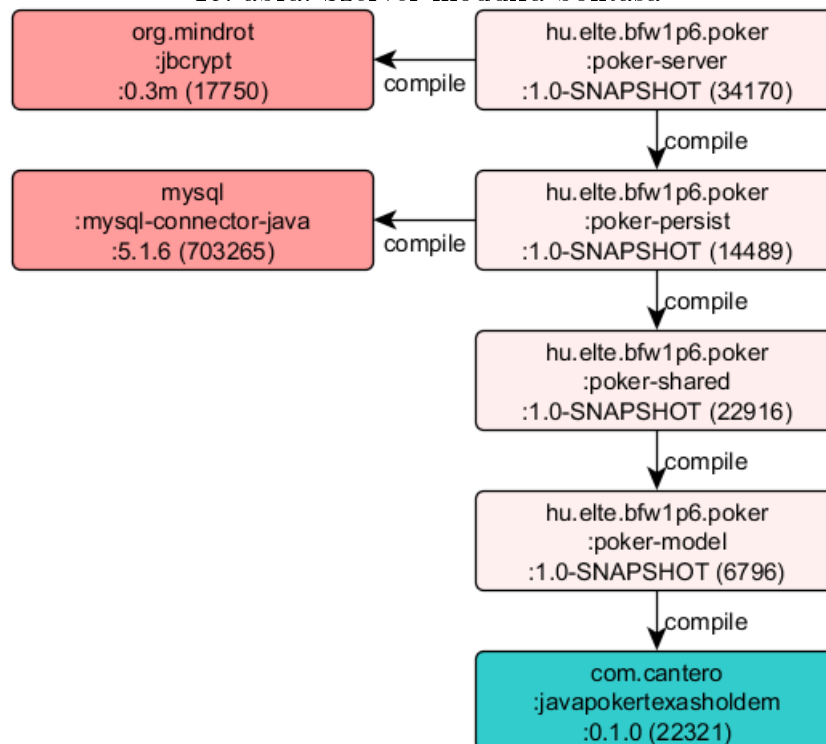 org.mindrot
:jbcrypt
:0.3m (17750)
compile
hu.elte.bfw1p6.poker
:poker-server
:1.0-SNAPSHOT (34170)
compile
mysql
:mysql-connector-java
:5.1.6 (703265)
compile
hu.elte.bfw1p6.poker
:poker-persist
:1.0-SNAPSHOT (14489)
compile
hu.elte.bfw1p6.poker
:poker-shared
:1.0-SNAPSHOT (22916)
compile
hu.elte.bfw1p6.poker
:poker-model
:1.0-SNAPSHOT (6796)
compile
com.cantero
:javapokertexasholdem
:0.1.0 (22321)